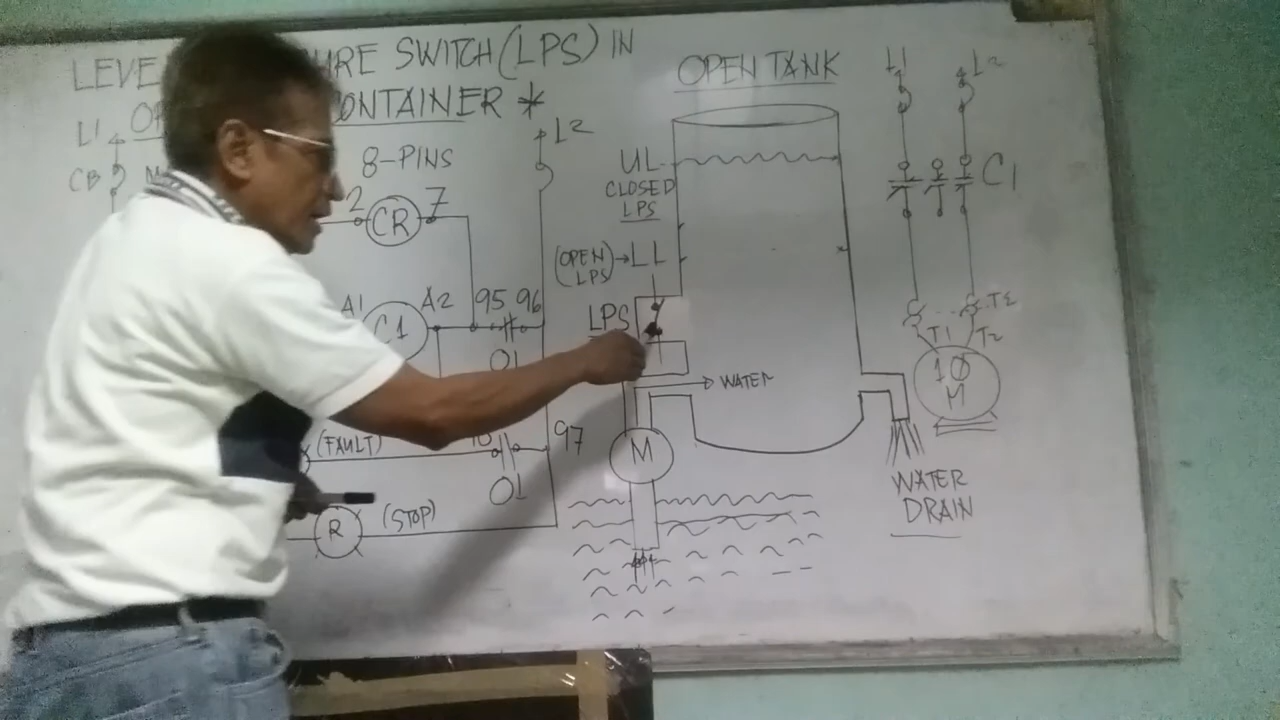 LEVE URE SWITCH (LPS) IN
OP ONTAINER *
OPEN TANK
L1
L2
L1
L2
CB
8-PINS
2 CR 7
UL
CLOSED
LPS
(OPEN) → LL
LPS
C1
A1 C1 A2 95 96
OL
LPS
T1 T2
1Ø
M
WATER
(FAULT) 97
OL
M
WATER
DRAIN
R (STOP)